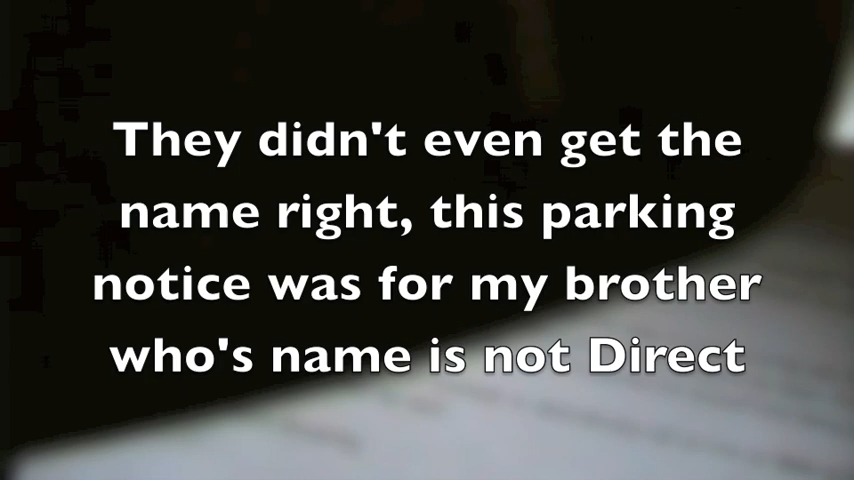 They didn't even get the
name right, this parking
notice was for my brother
who's name is not Direct